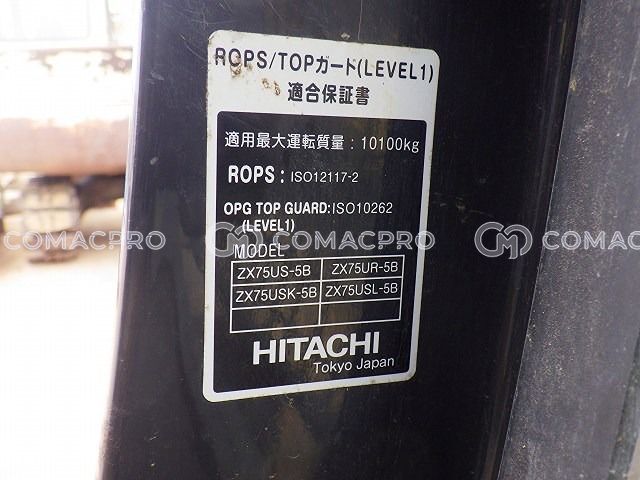 ROPS/TOPガード(LEVEL1)
適合保証書
適用最大運転質量：10100kg
ROPS：ISO12117-2
OPG TOP GUARD:ISO10262
(LEVEL1)
COMACPRO COMACPRO COMACPRO
MODEL
ZX75US-5B ZX75UR-5B
ZX75USK-5B ZX75USL-5B
HITACHI
Tokyo Japan